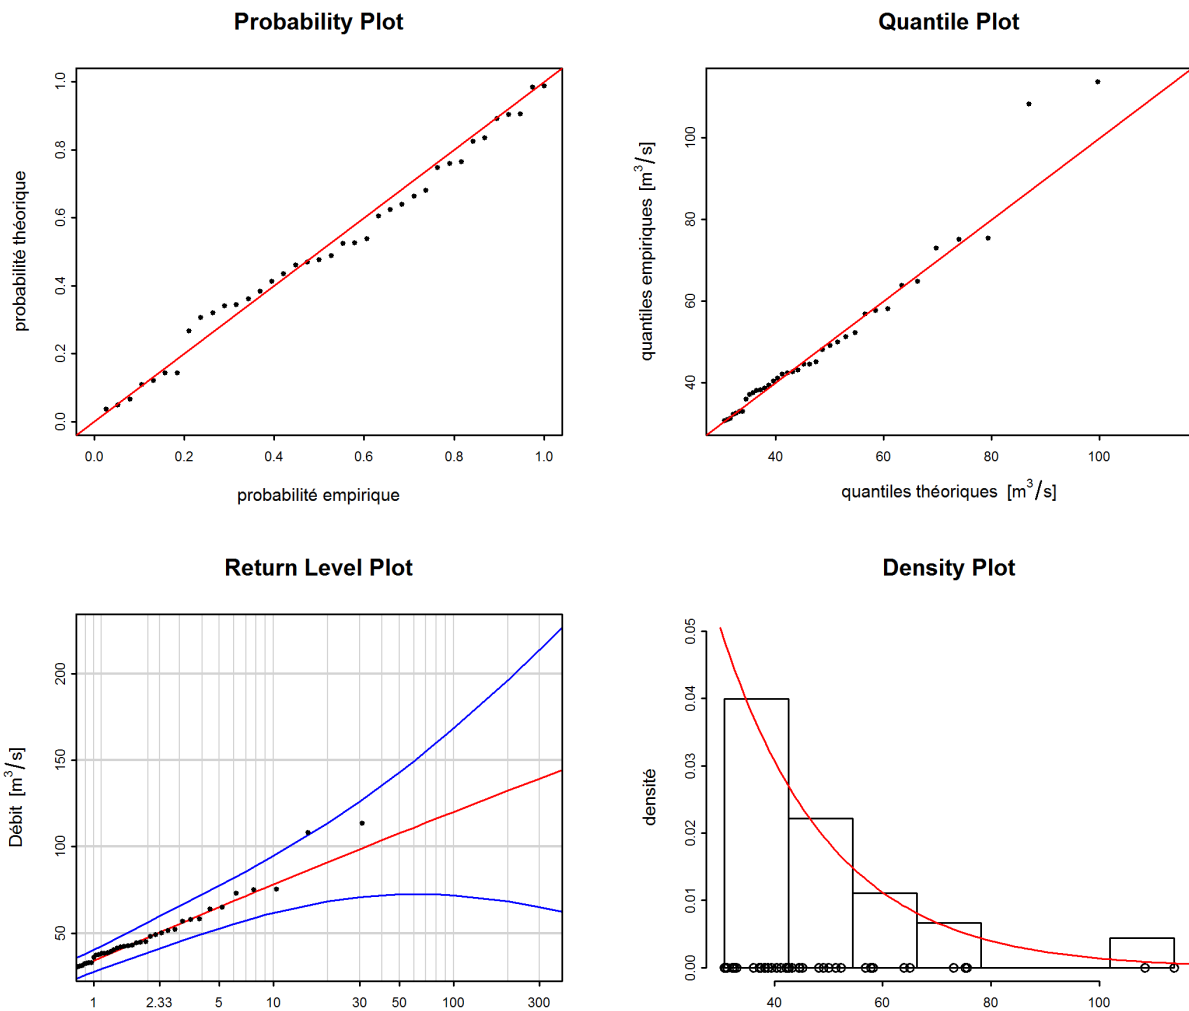 Probability Plot
1.0
0.8
0.6
0.4
0.2
0.0
probabilité théorique
0.0 0.2 0.4 0.6 0.8 1.0
probabilité empirique
Quantile Plot
100
80
60
40
quantiles empiriques [m³/s]
40 60 80 100
quantiles théoriques [m³/s]
Return Level Plot
200
150
100
50
Débit [m³/s]
1 2.33 5 10 30 50 100 300
Density Plot
0.05
0.04
0.03
0.02
0.01
0.00
densité
40 60 80 100